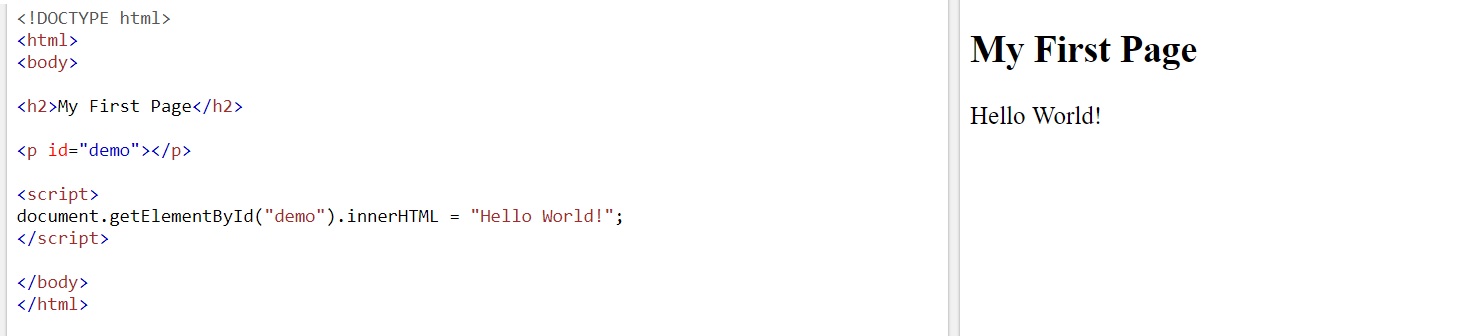 <!DOCTYPE html>
<html>
<body>
<h2>My First Page</h2>
<p id="demo"></p>
<script>
document.getElementById("demo").innerHTML = "Hello World!";
</script>
</body>
</html>
My First Page
Hello World!